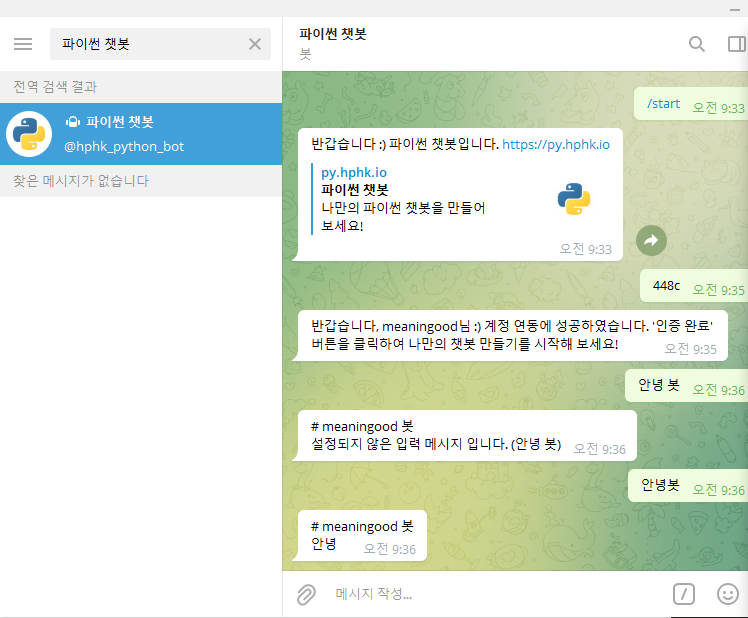 파이썬 챗봇
전역 검색 결과
파이썬 챗봇
@hphk_python_bot
찾은 메시지가 없습니다
파이썬 챗봇
봇
/start 오전 9:33
반갑습니다 :) 파이썬 챗봇입니다. https://py.hphk.io
py.hphk.io
파이썬 챗봇
나만의 파이썬 챗봇을 만들어
보세요!
오전 9:33
448c 오전 9:35
반갑습니다, meaningood님 :) 계정 연동에 성공하였습니다. '인증 완료'
버튼을 클릭하여 나만의 챗봇 만들기를 시작해 보세요! 오전 9:35
안녕 봇 오전 9:36
# meaningood 봇
설정되지 않은 입력 메시지 입니다. (안녕 봇) 오전 9:36
안녕봇 오전 9:36
# meaningood 봇
안녕 오전 9:36
메시지 작성...